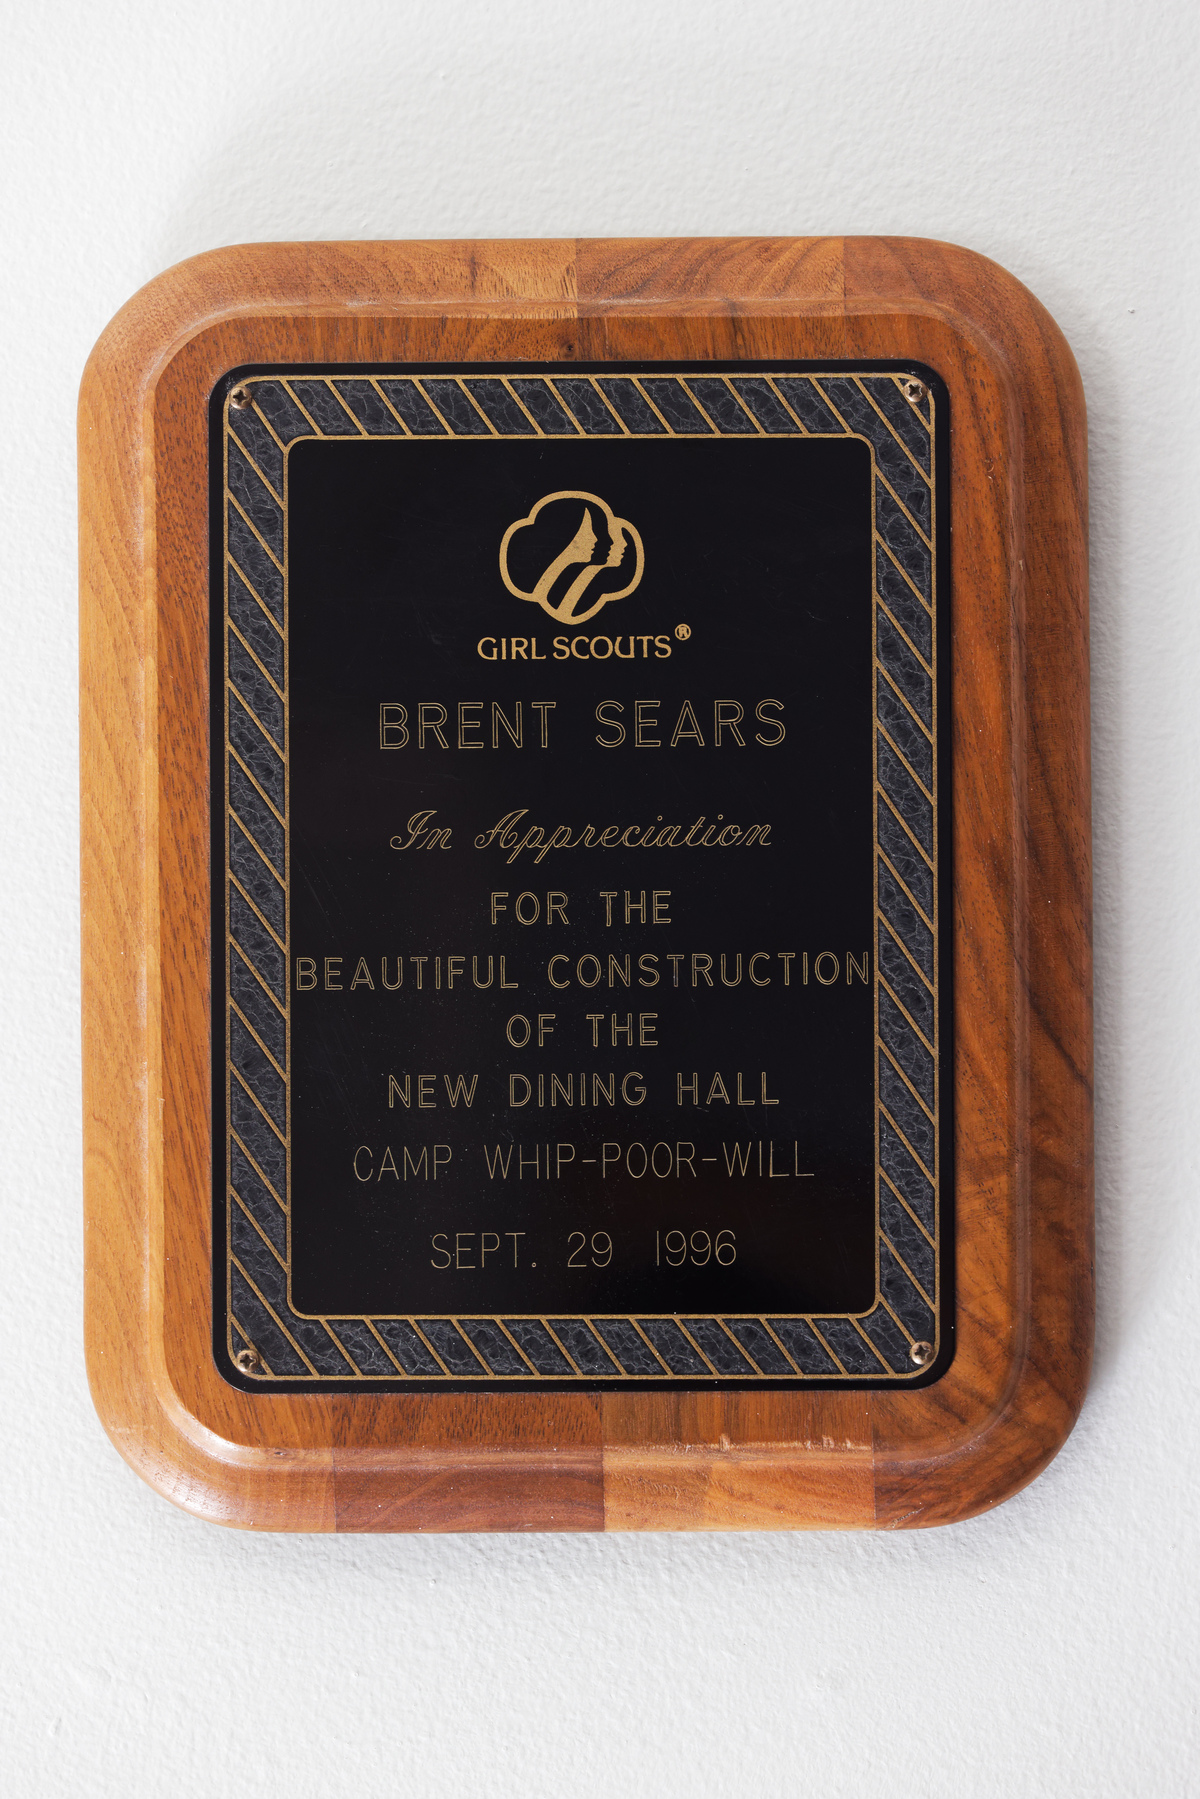 GIRL SCOUTS®
BRENT SEARS
In Appreciation
FOR THE
BEAUTIFUL CONSTRUCTION
OF THE
NEW DINING HALL
CAMP WHIP-POOR-WILL
SEPT. 29 1996